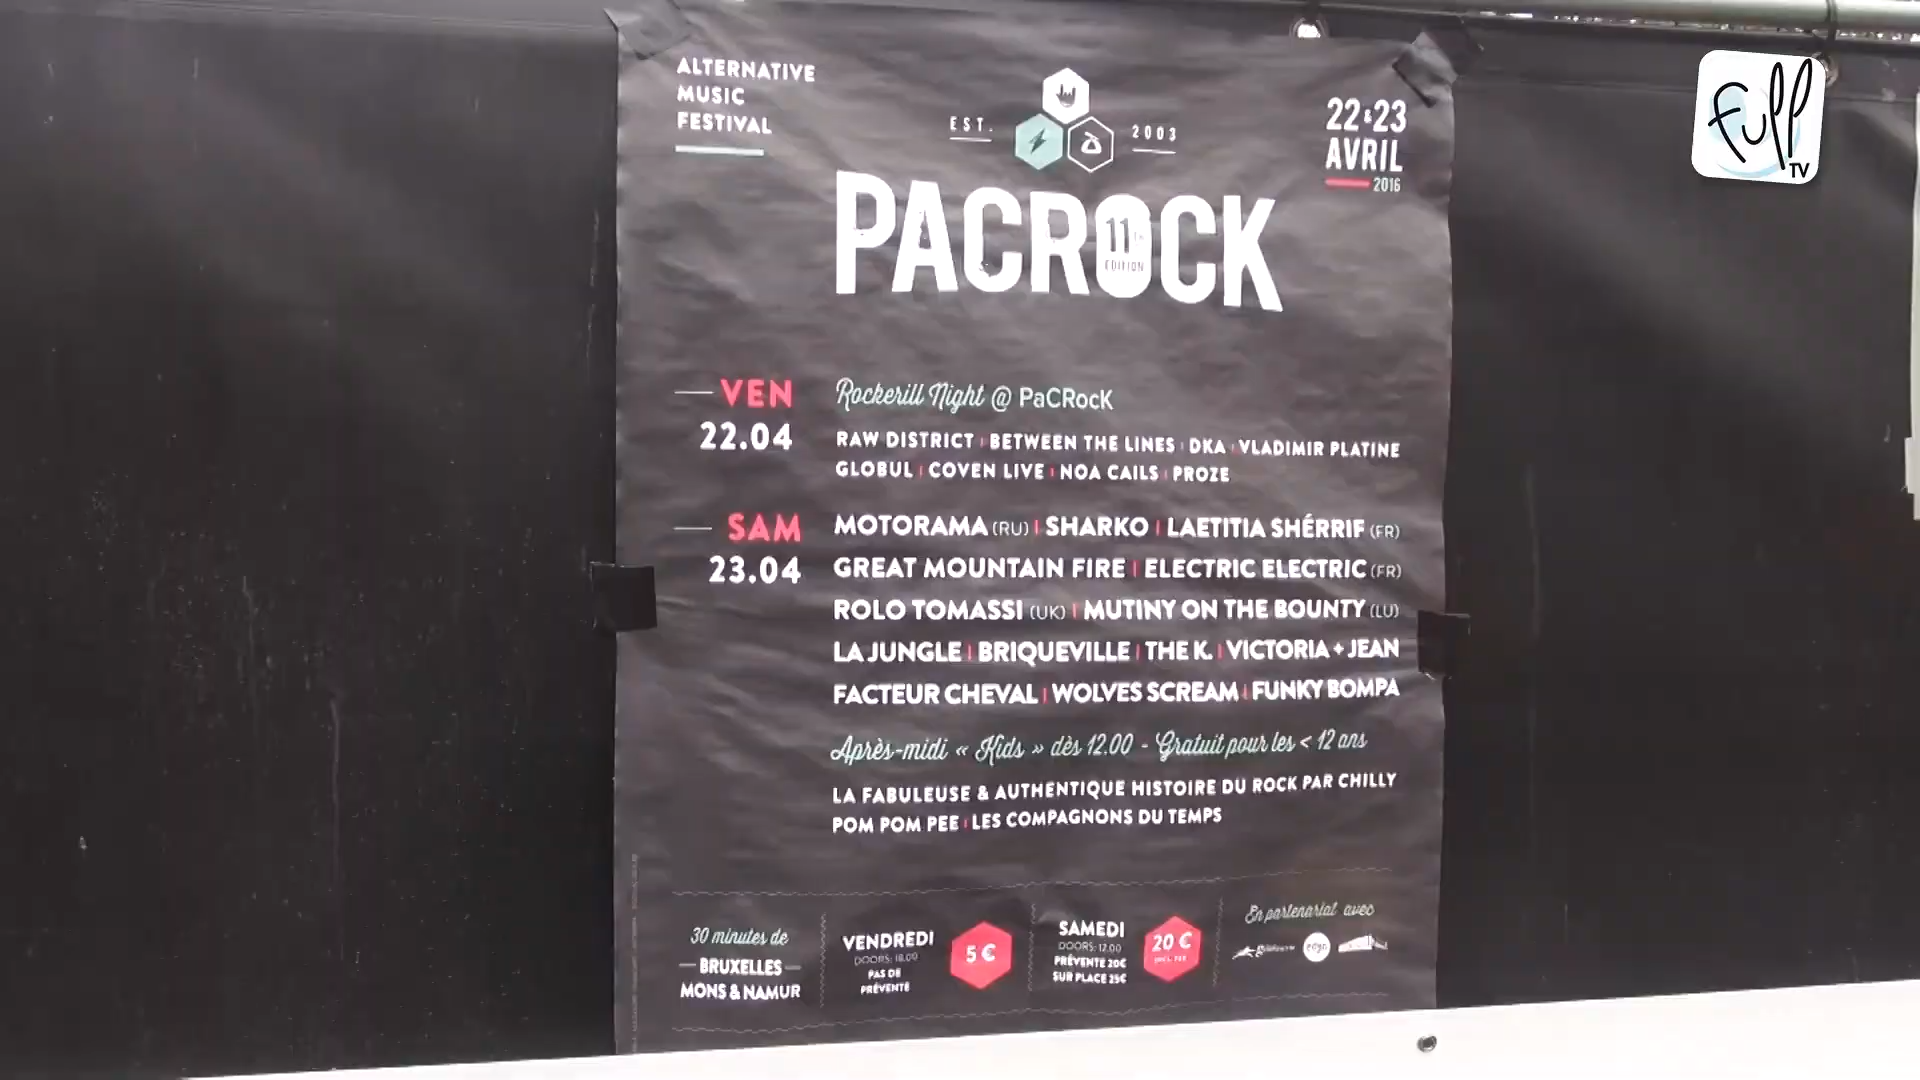 ALTERNATIVE
MUSIC
FESTIVAL
EST. 2003
22 & 23
AVRIL
2016
Full
TV
PACROCK
11TH
EDITION
VEN
22.04
Rockerill Night @ PaCRocK
RAW DISTRICT | BETWEEN THE LINES | DKA | VLADIMIR PLATINE
GLOBUL | COVEN LIVE | NOA CAILS | PROZE
SAM
23.04
MOTORAMA (RU) | SHARKO | LAETITIA SHÉRRIF (FR)
GREAT MOUNTAIN FIRE | ELECTRIC ELECTRIC (FR)
ROLO TOMASSI (UK) | MUTINY ON THE BOUNTY (LU)
LA JUNGLE | BRIQUEVILLE | THE K. | VICTORIA + JEAN
FACTEUR CHEVAL | WOLVES SCREAM | FUNKY BOMPA
Après-midi « Kids » dès 12.00 - Gratuit pour les < 12 ans
LA FABULEUSE & AUTHENTIQUE HISTOIRE DU ROCK PAR CHILLY
POM POM PEE | LES COMPAGNONS DU TEMPS
30 minutes de
BRUXELLES
MONS & NAMUR
VENDREDI
DOORS: 18.00
PAS DE
PRÉVENTE
5 €
SAMEDI
DOORS: 12.00
PRÉVENTE 20€
SUR PLACE 25€
20 €
En partenariat avec